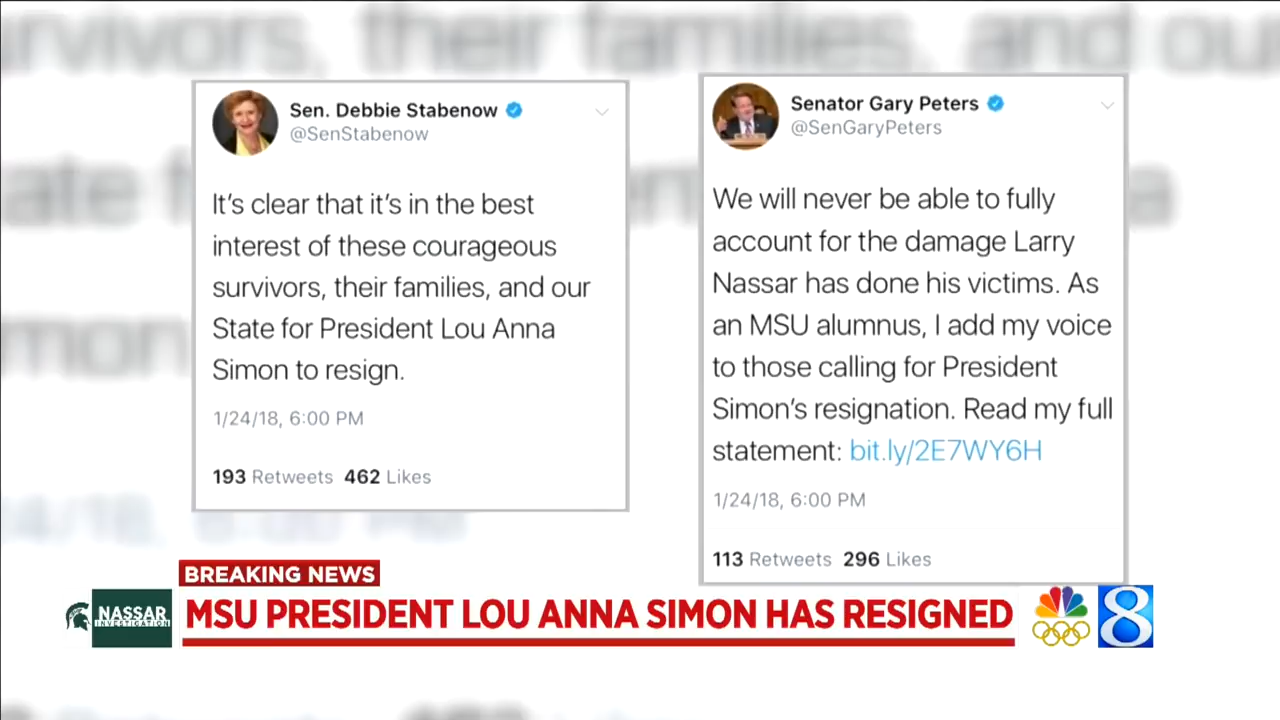 rvivors, their families, and ou
Sen. Debbie Stabenow
@SenStabenow
It's clear that it's in the best
interest of these courageous
survivors, their families, and our
State for President Lou Anna
Simon to resign.
1/24/18, 6:00 PM
193 Retweets 462 Likes
Senator Gary Peters
@SenGaryPeters
We will never be able to fully
account for the damage Larry
Nassar has done his victims. As
an MSU alumnus, I add my voice
to those calling for President
Simon's resignation. Read my full
statement: bit.ly/2E7WY6H
1/24/18, 6:00 PM
113 Retweets 296 Likes
BREAKING NEWS
NASSAR
INVESTIGATION
MSU PRESIDENT LOU ANNA SIMON HAS RESIGNED
8